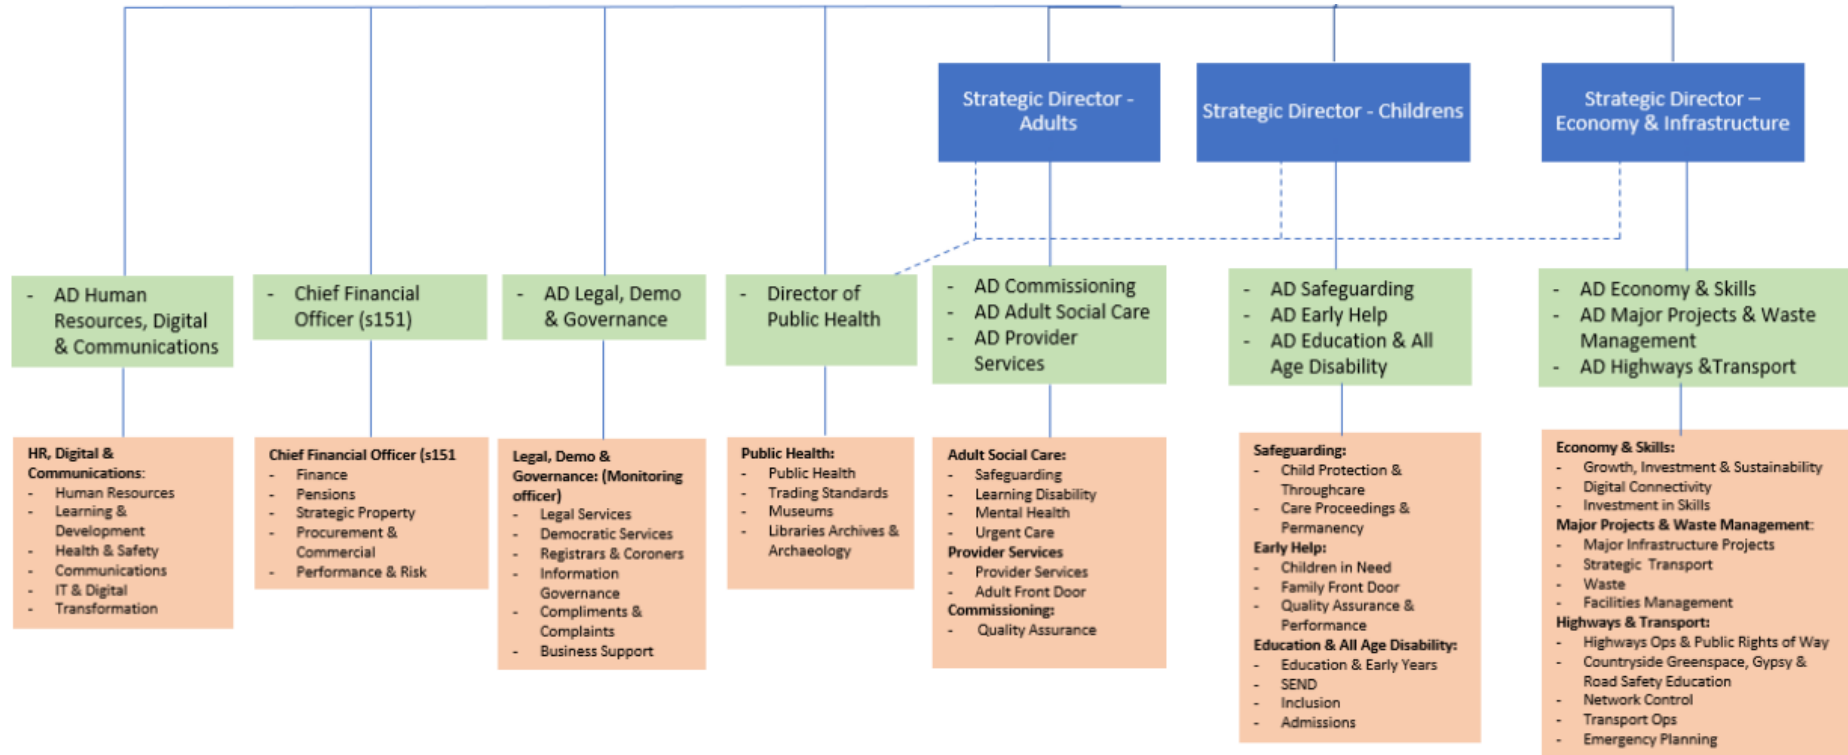 Strategic Director -
Adults
Strategic Director - Childrens
Strategic Director –
Economy & Infrastructure
- AD Human
Resources, Digital
& Communications
- Chief Financial
Officer (s151)
- AD Legal, Demo
& Governance
- Director of
Public Health
- AD Commissioning
- AD Adult Social Care
- AD Provider
Services
- AD Safeguarding
- AD Early Help
- AD Education & All
Age Disability
- AD Economy & Skills
- AD Major Projects & Waste
Management
- AD Highways &Transport
HR, Digital &
Communications:
- Human Resources
- Learning &
Development
- Health & Safety
- Communications
- IT & Digital
- Transformation
Chief Financial Officer (s151
- Finance
- Pensions
- Strategic Property
- Procurement &
Commercial
- Performance & Risk
Legal, Demo &
Governance: (Monitoring
officer)
- Legal Services
- Democratic Services
- Registrars & Coroners
- Information
Governance
- Compliments &
Complaints
- Business Support
Public Health:
- Public Health
- Trading Standards
- Museums
- Libraries Archives &
Archaeology
Adult Social Care:
- Safeguarding
- Learning Disability
- Mental Health
- Urgent Care
Provider Services
- Provider Services
- Adult Front Door
Commissioning:
- Quality Assurance
Safeguarding:
- Child Protection &
Throughcare
- Care Proceedings &
Permanency
Early Help:
- Children in Need
- Family Front Door
- Quality Assurance &
Performance
Education & All Age Disability:
- Education & Early Years
- SEND
- Inclusion
- Admissions
Economy & Skills:
- Growth, Investment & Sustainability
- Digital Connectivity
- Investment in Skills
Major Projects & Waste Management:
- Major Infrastructure Projects
- Strategic Transport
- Waste
- Facilities Management
Highways & Transport:
- Highways Ops & Public Rights of Way
- Countryside Greenspace, Gypsy &
Road Safety Education
- Network Control
- Transport Ops
- Emergency Planning